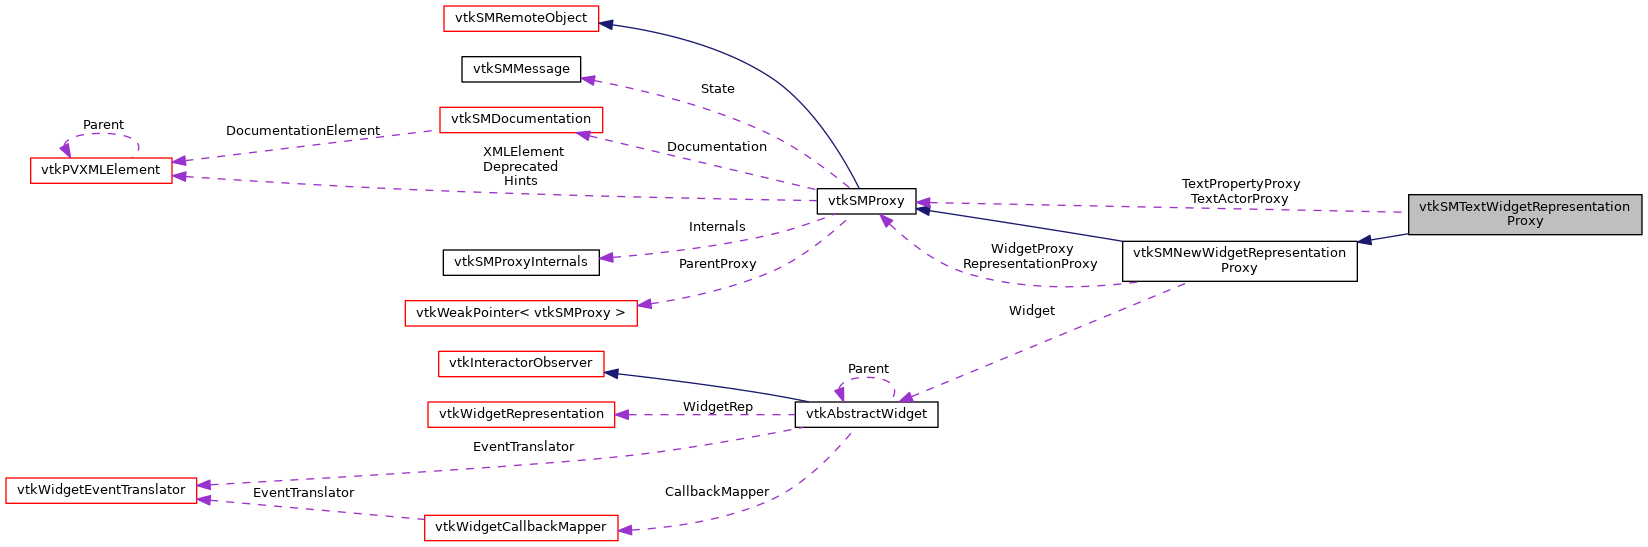 vtkSMRemoteObject
vtkSMMessage
State
vtkSMDocumentation
Parent
DocumentationElement
Documentation
XMLElement
Deprecated
Hints
vtkPVXMLElement
vtkSMProxy
TextPropertyProxy
TextActorProxy
vtkSMTextWidgetRepresentation
Proxy
Internals
vtkSMProxyInternals
ParentProxy
WidgetProxy
RepresentationProxy
vtkSMNewWidgetRepresentation
Proxy
vtkWeakPointer< vtkSMProxy >
Widget
vtkInteractorObserver
Parent
vtkWidgetRepresentation
WidgetRep
vtkAbstractWidget
EventTranslator
vtkWidgetEventTranslator
EventTranslator
CallbackMapper
vtkWidgetCallbackMapper